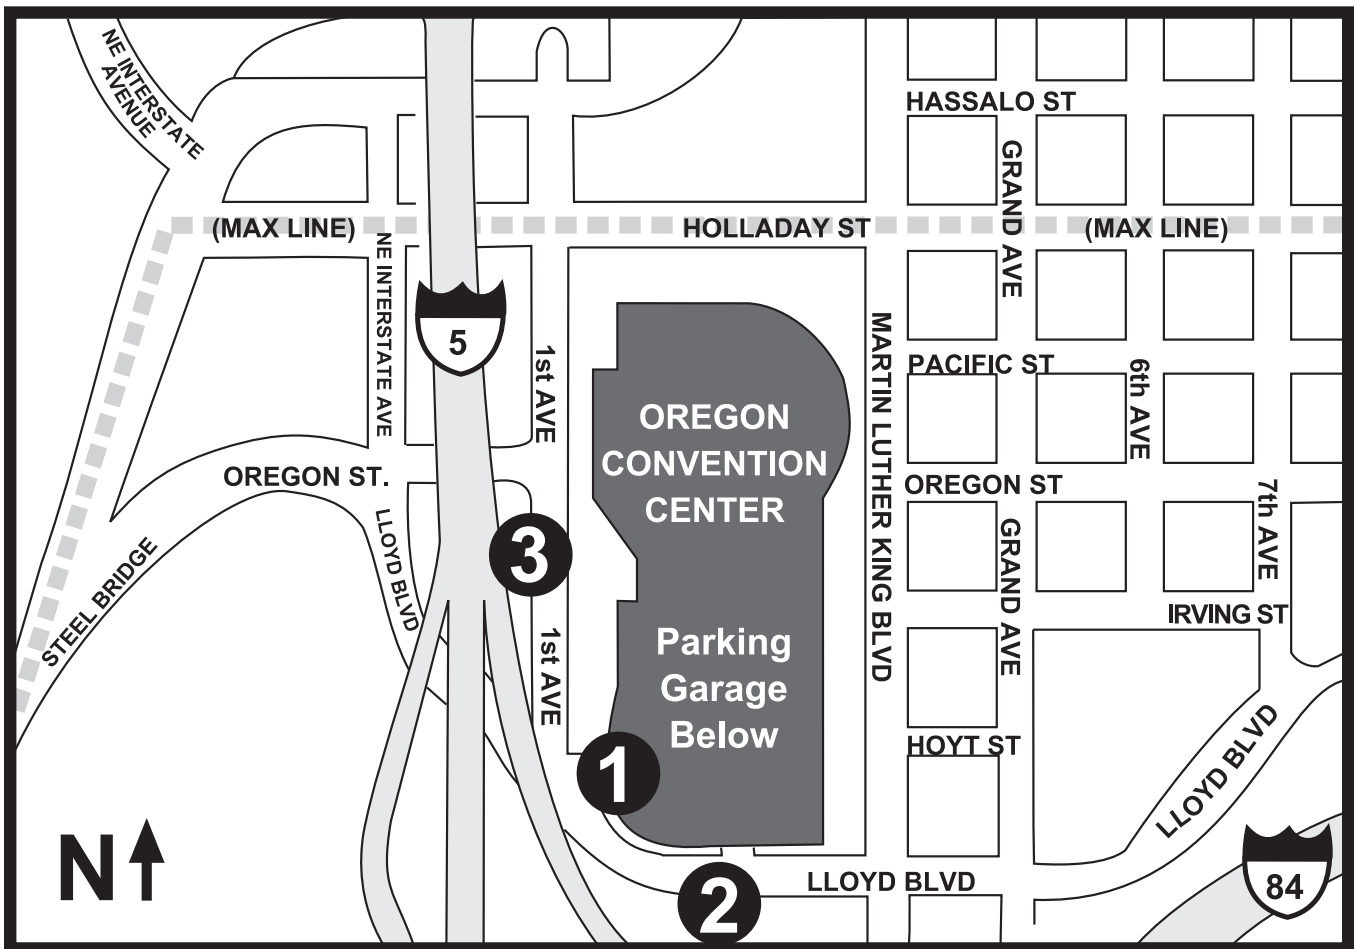 NE INTERSTATE
AVENUE
HASSALO ST
GRAND AVE
(MAX LINE)
HOLLADAY ST
(MAX LINE)
NE INTERSTATE AVE
5
1st AVE
MARTIN LUTHER KING BLVD
PACIFIC ST
6th AVE
OREGON
CONVENTION
CENTER
OREGON ST.
OREGON ST
7th AVE
LLOYD BLVD
3
GRAND AVE
STEEL BRIDGE
IRVING ST
1st AVE
Parking
Garage
Below
HOYT ST
1
LLOYD BLVD
N
LLOYD BLVD
2
84